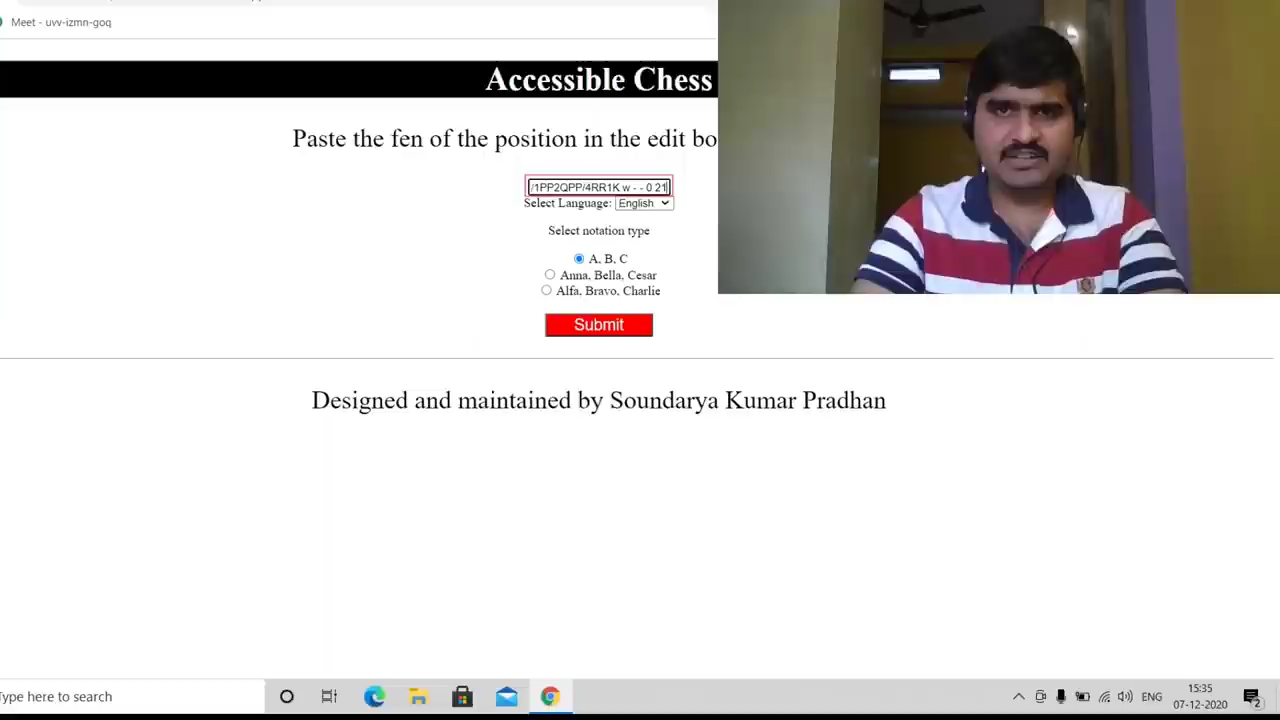 Meet - uvv-izmn-goq
Accessible Chess
Paste the fen of the position in the edit bo
/1PP2QPP/4RR1K w - - 0 21
Select Language: English
Select notation type
A, B, C
Anna, Bella, Cesar
Alfa, Bravo, Charlie
Submit
Designed and maintained by Soundarya Kumar Pradhan
Type here to search
ENG
15:35
07-12-2020
2